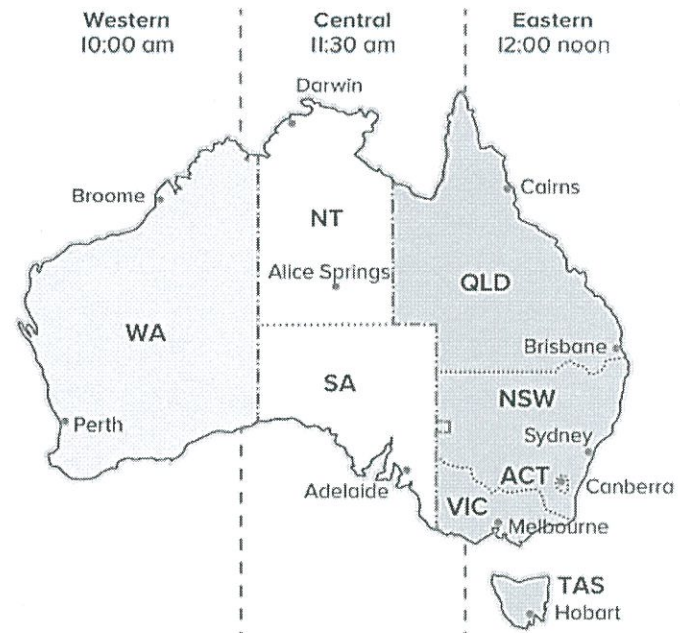 Western
10:00 am
Central
11:30 am
Eastern
12:00 noon
Darwin
Broome
Cairns
NT
Alice Springs
QLD
WA
Brisbane
SA
NSW
Perth
Sydney
ACT
Adelaide
Canberra
VIC
Melbourne
TAS
Hobart